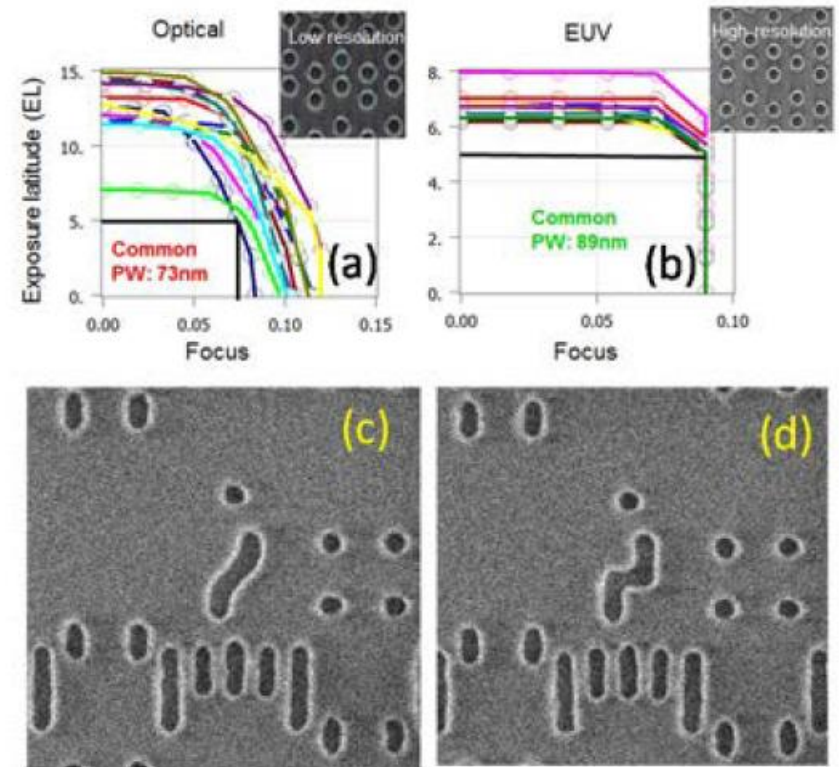 Optical
Low resolution
EUV
High-resolution
Exposure latitude (EL)
15.
10.
5.
0.
Common
PW: 73nm
(a)
0.00
0.05
0.10
0.15
Focus
8.
6.
4.
2.
0.
Common
PW: 89nm
(b)
0.00
0.05
0.10
Focus
(c)
(d)